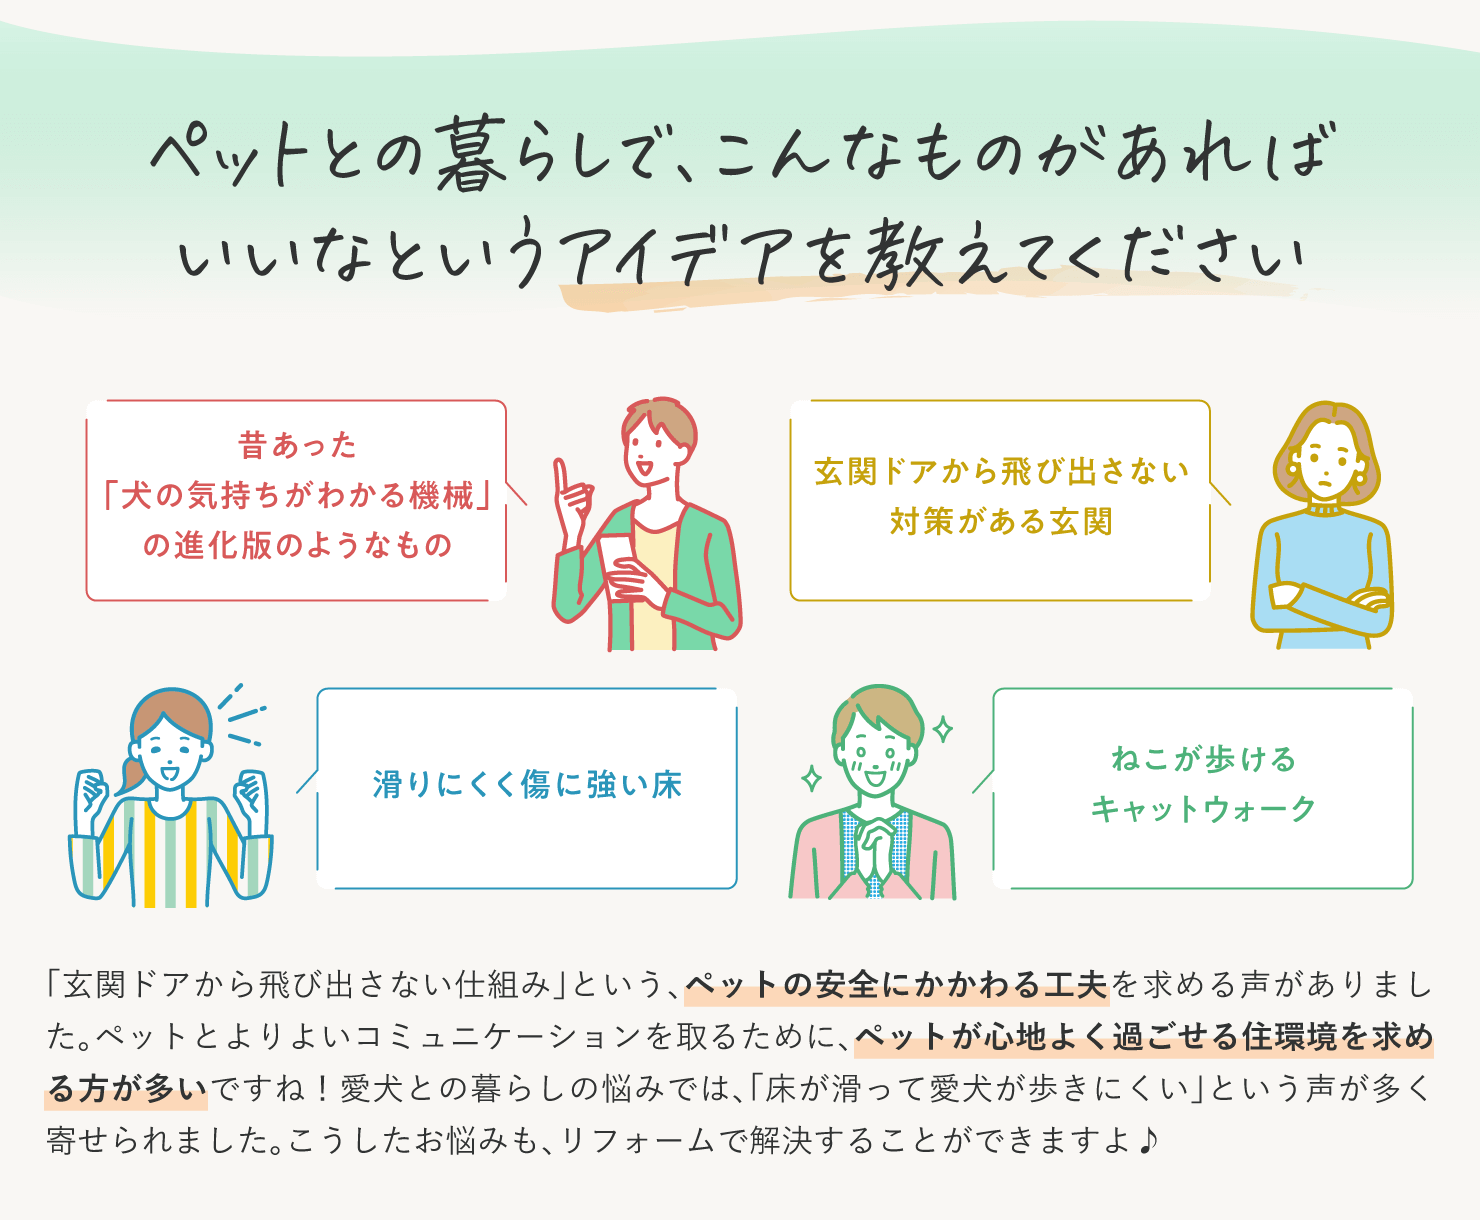 ペットとの暮らしで、こんなものがあれば
いいなというアイデアを教えてください
昔あった
「犬の気持ちがわかる機械」
の進化版のようなもの
玄関ドアから飛び出さない
対策がある玄関
滑りにくく傷に強い床
ねこが歩ける
キャットウォーク
「玄関ドアから飛び出さない仕組み」という、ペットの安全にかかわる工夫を求める声がありまし
た。ペットとよりよいコミュニケーションを取るために、ペットが心地よく過ごせる住環境を求め
る方が多いですね！愛犬との暮らしの悩みでは、「床が滑って愛犬が歩きにくい」という声が多く
寄せられました。こうしたお悩みも、リフォームで解決することができますよ♪